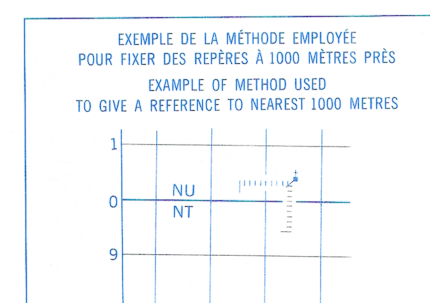 EXEMPLE DE LA MÉTHODE EMPLOYÉE
POUR FIXER DES REPÈRES À 1000 MÈTRES PRÈS
EXAMPLE OF METHOD USED
TO GIVE A REFERENCE TO NEAREST 1000 METRES
1
NU
0
NT
9